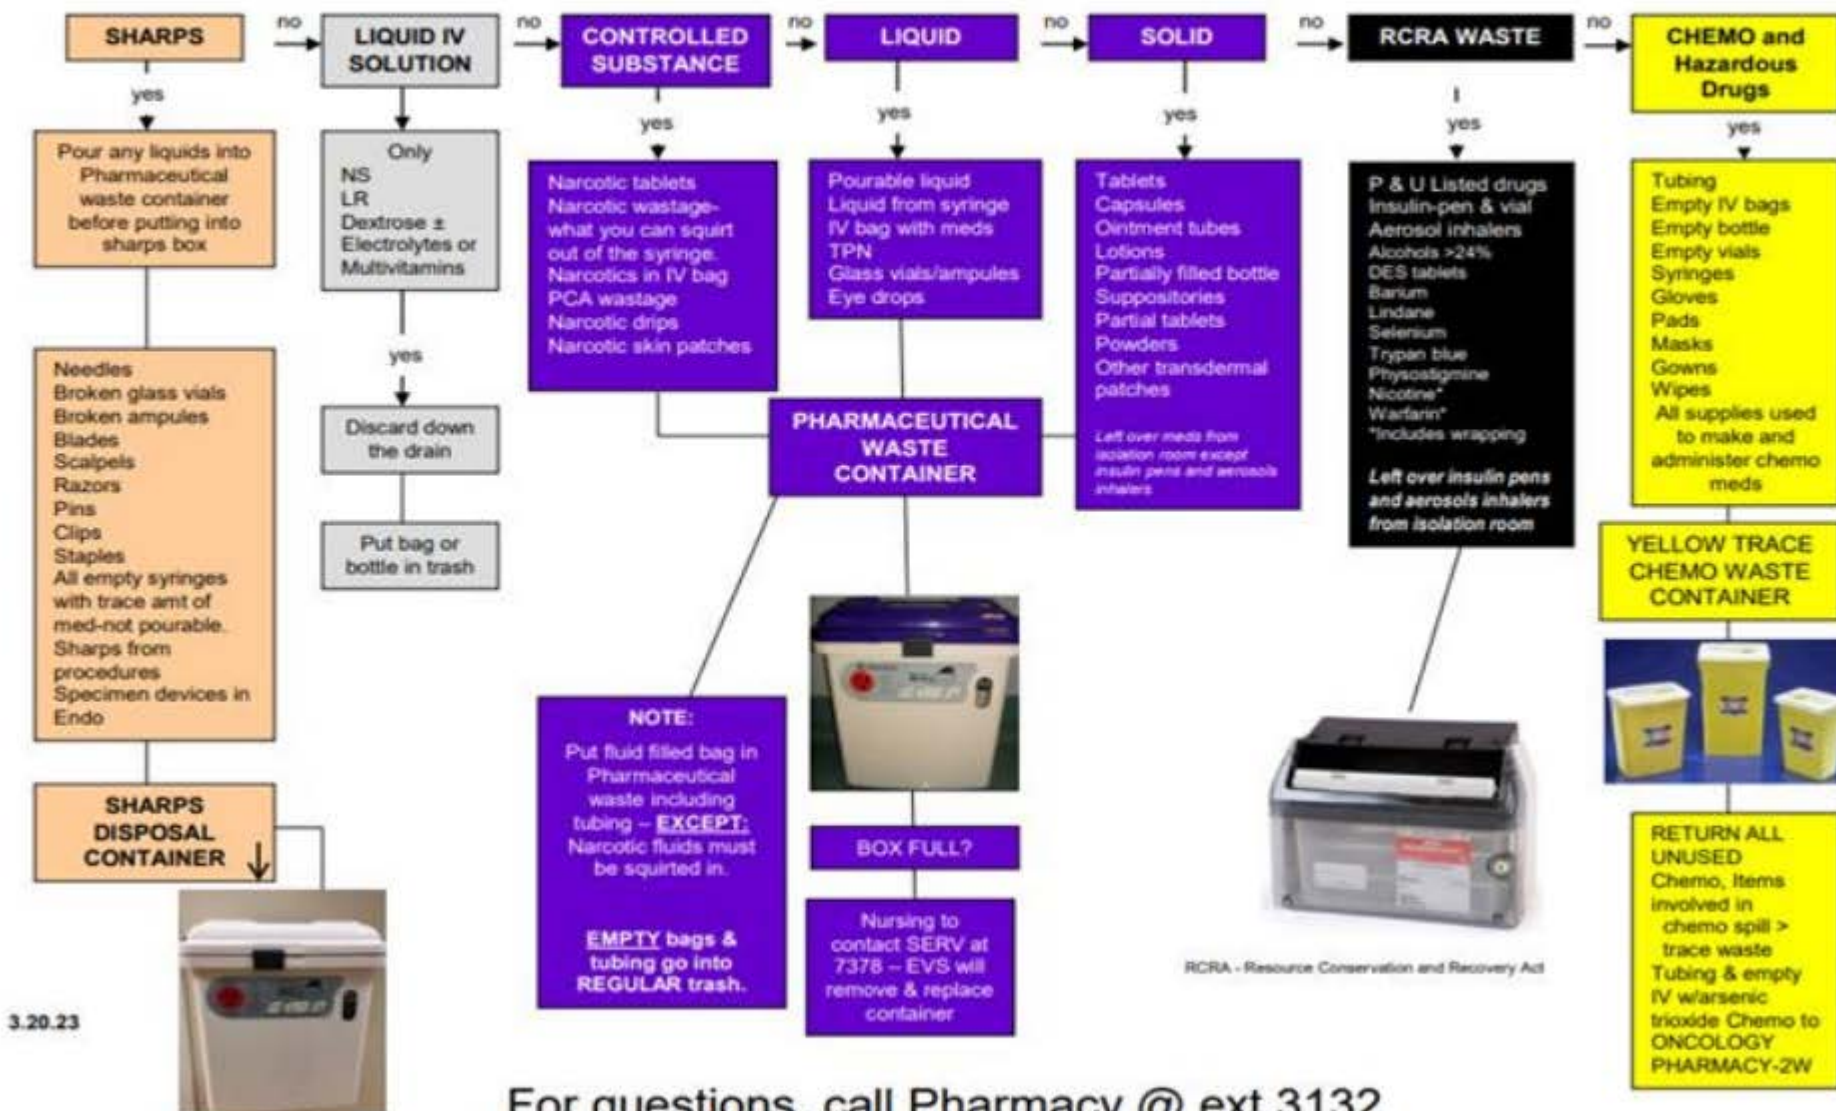 SHARPS
no
LIQUID IV
SOLUTION
no
CONTROLLED
SUBSTANCE
no
LIQUID
no
SOLID
no
RCRA WASTE
no
CHEMO and
Hazardous
Drugs
yes
Pour any liquids into
Pharmaceutical
waste container
before putting into
sharps box
Needles
Broken glass vials
Broken ampules
Blades
Scalpels
Razors
Pins
Clips
Staples
All empty syringes
with trace amt of
med-not pourable.
Sharps from
procedures
Specimen devices in
Endo
SHARPS
DISPOSAL
CONTAINER
Only
NS
LR
Dextrose ±
Electrolytes or
Multivitamins
yes
Discard down
the drain
Put bag or
bottle in trash
yes
Narcotic tablets
Narcotic wastage-
what you can squirt
out of the syringe.
Narcotics in IV bag
PCA wastage
Narcotic drips
Narcotic skin patches
yes
Pourable liquid
Liquid from syringe
IV bag with meds
TPN
Glass vials/ampules
Eye drops
yes
Tablets
Capsules
Ointment tubes
Lotions
Partially filled bottle
Suppositories
Partial tablets
Powders
Other transdermal
patches
Left over meds from
isolation room except
insulin pens and aerosols
inhalers
PHARMACEUTICAL
WASTE
CONTAINER
NOTE:
Put fluid filled bag in
Pharmaceutical
waste including
tubing – EXCEPT:
Narcotic fluids must
be squirted in.
EMPTY bags &
tubing go into
REGULAR trash.
BOX FULL?
Nursing to
contact SERV at
7378 – EVS will
remove & replace
container
yes
P & U Listed drugs
Insulin-pen & vial
Aerosol inhalers
Alcohols >24%
DES tablets
Barium
Lindane
Selenium
Trypan blue
Physostigmine
Nicotine*
Warfarin*
*Includes wrapping
Left over insulin pens
and aerosols inhalers
from isolation room
RCRA - Resource Conservation and Recovery Act
yes
Tubing
Empty IV bags
Empty bottle
Empty vials
Syringes
Gloves
Pads
Masks
Gowns
Wipes
All supplies used
to make and
administer chemo
meds
YELLOW TRACE
CHEMO WASTE
CONTAINER
RETURN ALL
UNUSED
Chemo, Items
involved in
chemo spill >
trace waste
Tubing & empty
IV w/arsenic
trioxide Chemo to
ONCOLOGY
PHARMACY-2W
3.20.23
For questions, call Pharmacy @ ext 3132